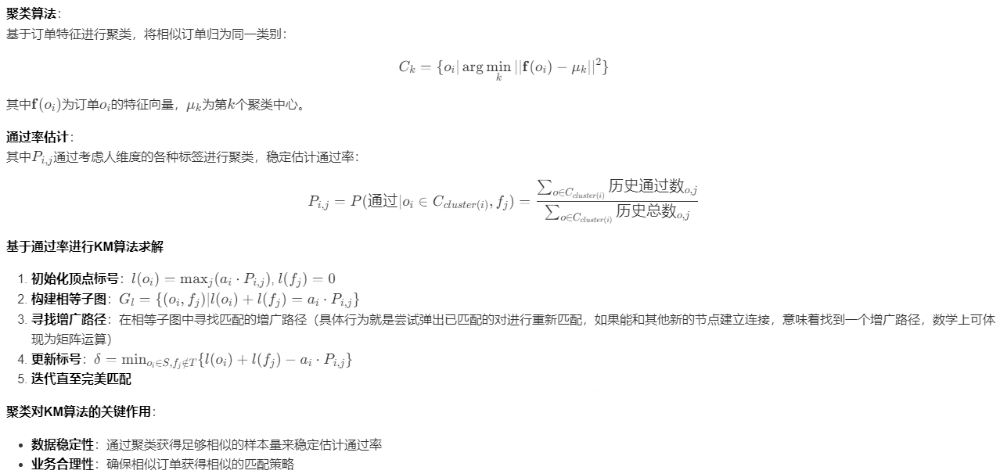 聚类算法：
基于订单特征进行聚类，将相似订单归为同一类别：
$C_k = \{o_i | \arg\min_k ||\mathbf{f}(o_i) - \mu_k||^2\}$
其中$\mathbf{f}(o_i)$为订单$o_i$的特征向量，$\mu_k$为第$k$个聚类中心。
通过率估计：
其中$P_{i,j}$通过考虑人维度的各种标签进行聚类，稳定估计通过率：
$P_{i,j} = P(通过|o_i \in C_{cluster(i)}, f_j) = \frac{\sum_{o \in C_{cluster(i)}} 历史通过数_{o,j}}{\sum_{o \in C_{cluster(i)}} 历史总数_{o,j}}$
基于通过率进行KM算法求解
1. 初始化顶点标号：$l(o_i) = \max_j(a_i \cdot P_{i,j}), l(f_j) = 0$
2. 构建相等子图：$G_l = \{(o_i, f_j)|l(o_i) + l(f_j) = a_i \cdot P_{i,j}\}$
3. 寻找增广路径：在相等子图中寻找匹配的增广路径（具体行为就是尝试弹出已匹配的对进行重新匹配，如果能和其他新的节点建立连接，意味着找到一个增广路径，数学上可体
现为矩阵运算）
4. 更新标号：$\delta = \min_{o_i \in S, f_j \notin T}\{l(o_i) + l(f_j) - a_i \cdot P_{i,j}\}$
5. 迭代直至完美匹配
聚类对KM算法的关键作用：
• 数据稳定性：通过聚类获得足够相似的样本量来稳定估计通过率
• 业务合理性：确保相似订单获得相似的匹配策略